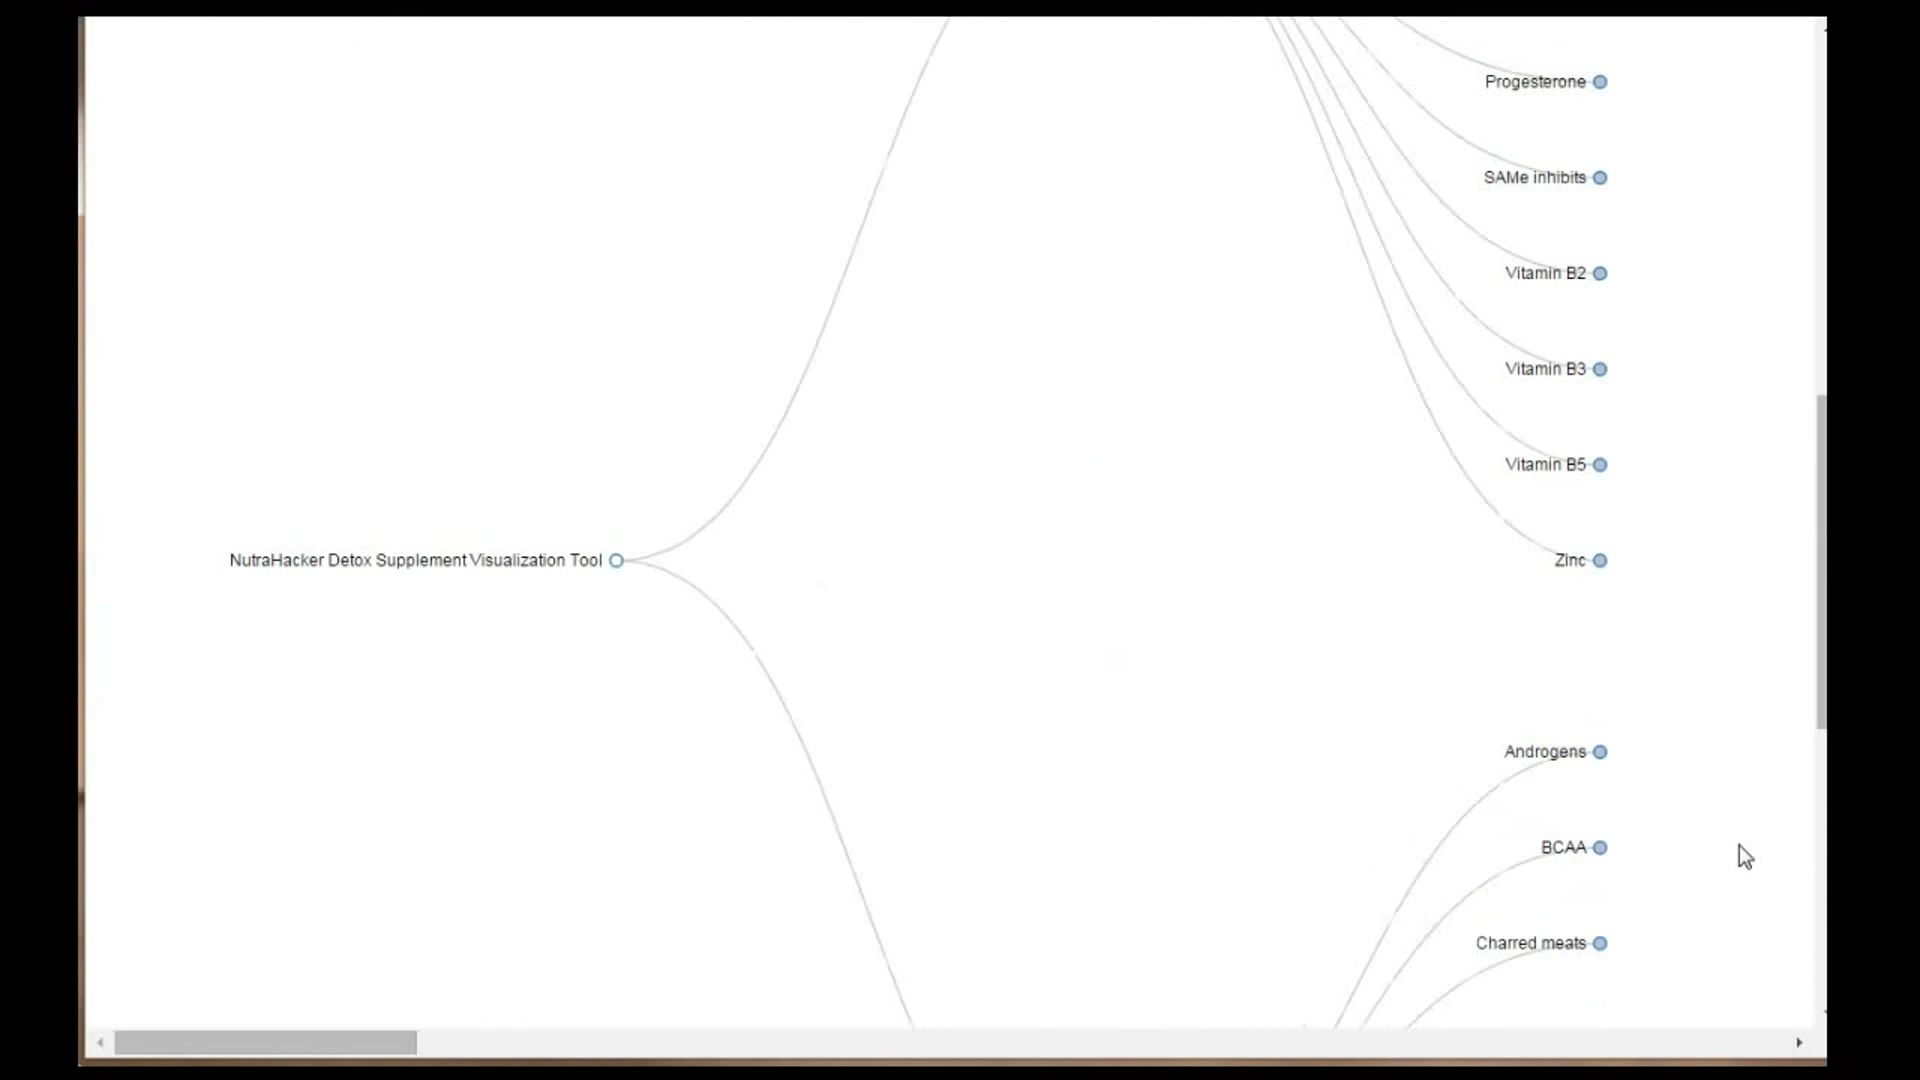 Progesterone
SAMe inhibits
Vitamin B2
Vitamin B3
Vitamin B5
NutraHacker Detox Supplement Visualization Tool
Zinc
Androgens
BCAA
Charred meats